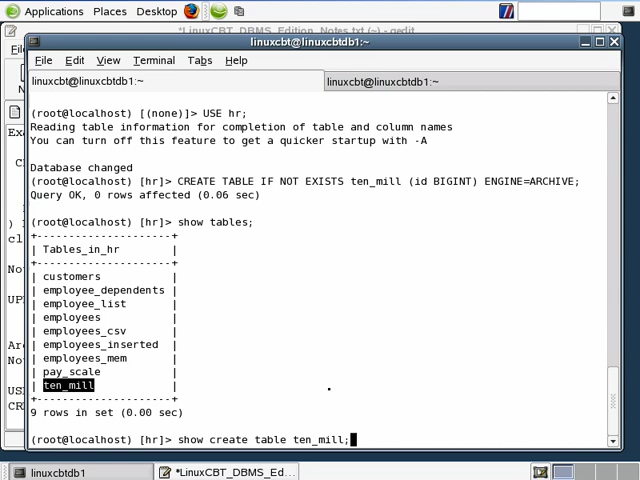 Applications Places Desktop
*LinuxCBT_DBMS_Edition_Notes.txt (~) - gedit
linuxcbt@linuxcbtdb1:~
File Edit View Terminal Tabs Help
linuxcbt@linuxcbtdb1:~ linuxcbt@linuxcbtdb1:~
(root@localhost) [(none)]> USE hr;
Reading table information for completion of table and column names
You can turn off this feature to get a quicker startup with -A
Database changed
(root@localhost) [hr]> CREATE TABLE IF NOT EXISTS ten_mill (id BIGINT) ENGINE=ARCHIVE;
Query OK, 0 rows affected (0.06 sec)
(root@localhost) [hr]> show tables;
+---------------------+
| Tables_in_hr        |
+---------------------+
| customers           |
| employee_dependents |
| employee_list       |
| employees           |
| employees_csv       |
| employees_inserted  |
| employees_mem       |
| pay_scale           |
| ten_mill            |
+---------------------+
9 rows in set (0.00 sec)
(root@localhost) [hr]> show create table ten_mill;
linuxcbtdb1 *LinuxCBT_DBMS_Ed...